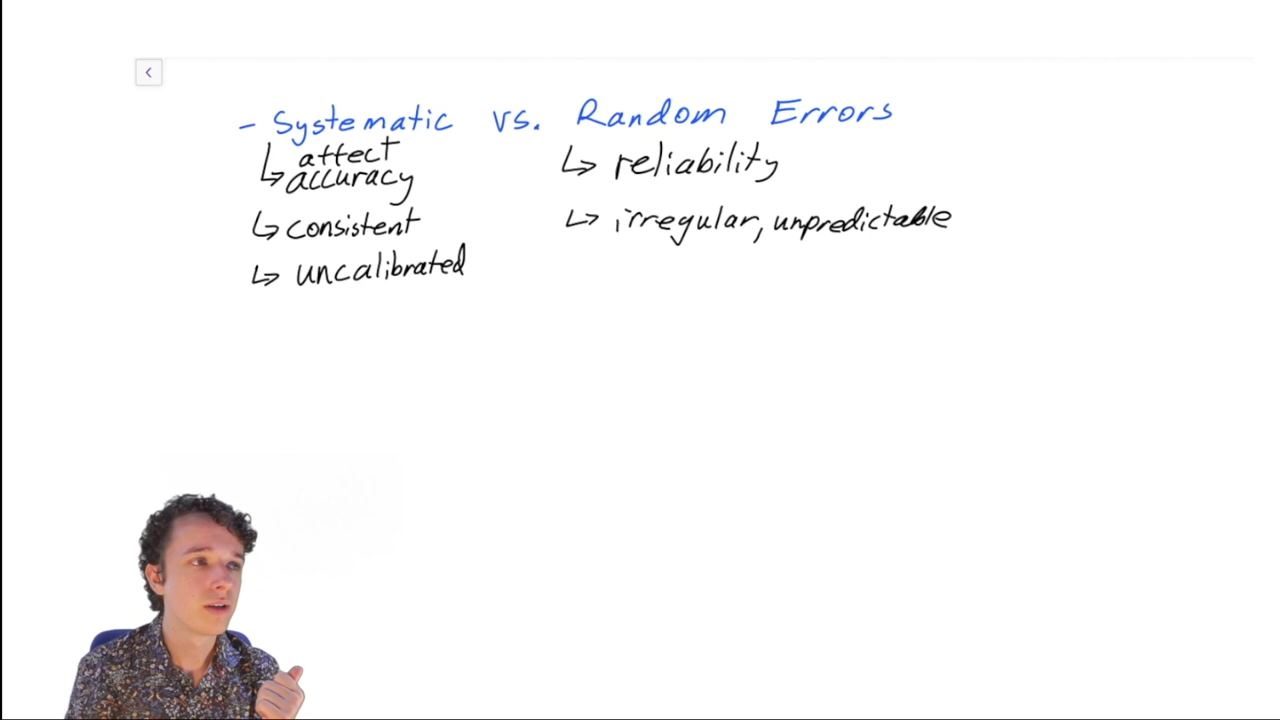 - Systematic vs. Random Errors
↳ affect accuracy
↳ reliability
↳ consistent
↳ irregular, unpredictable
↳ uncalibrated